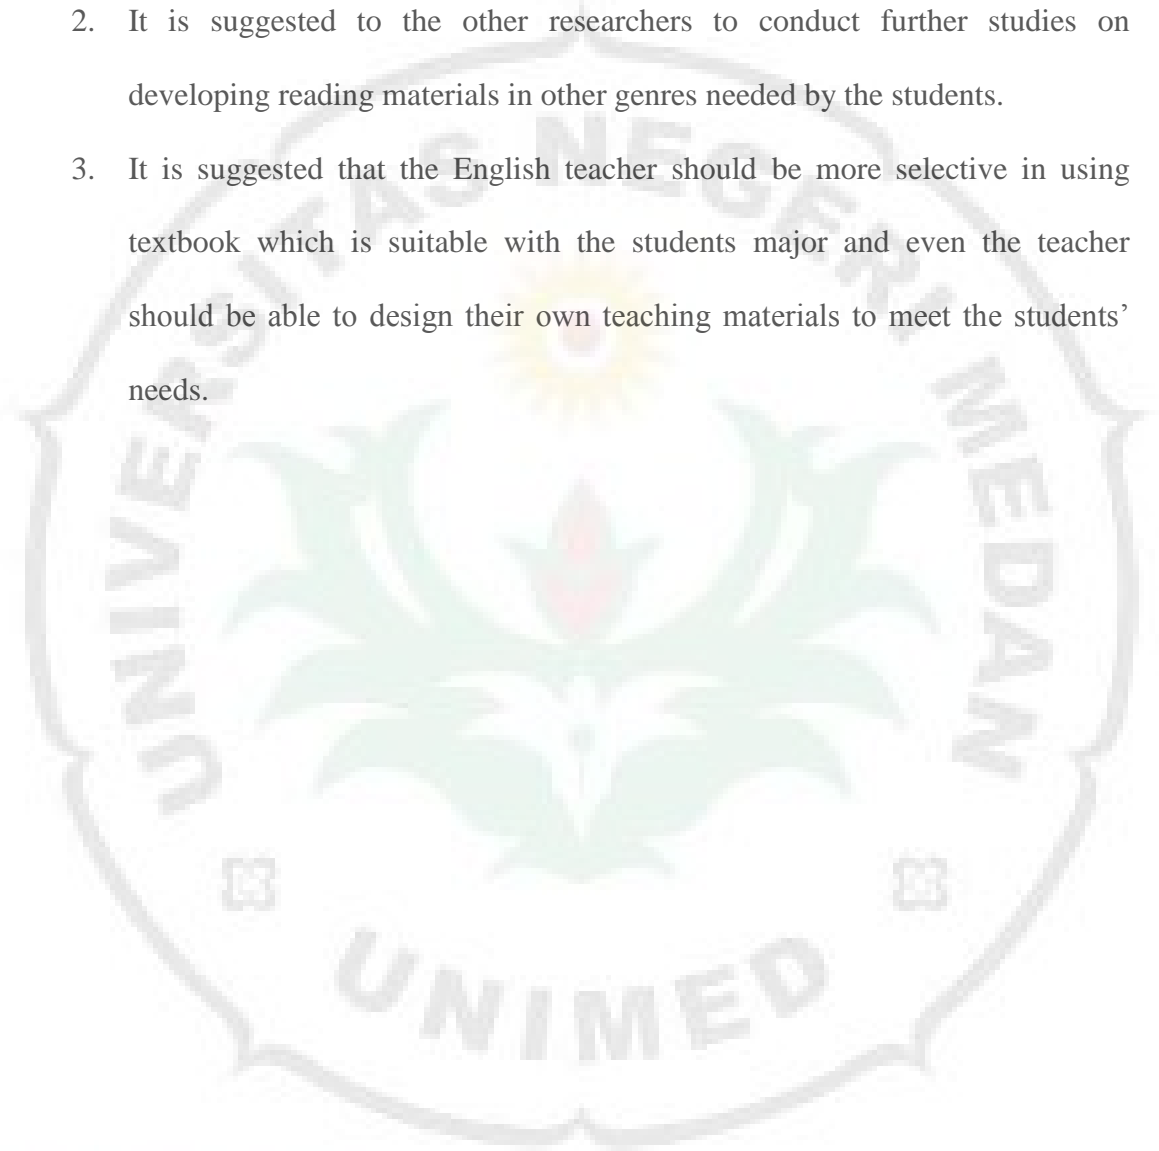 2. It is suggested to the other researchers to conduct further studies on
developing reading materials in other genres needed by the students.
3. It is suggested that the English teacher should be more selective in using
textbook which is suitable with the students major and even the teacher
should be able to design their own teaching materials to meet the students’
needs.
UNIVERSITAS NEGERI MEDAN
UNIMED